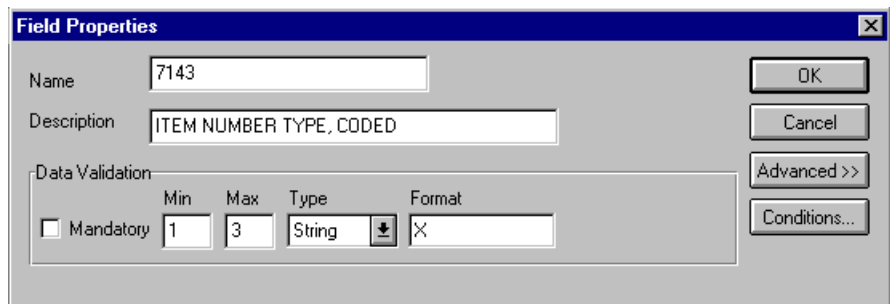 Field Properties
Name 7143 OK
Description ITEM NUMBER TYPE, CODED Cancel
Data Validation Advanced >>
Min Max Type Format
Mandatory 1 3 String X Conditions...